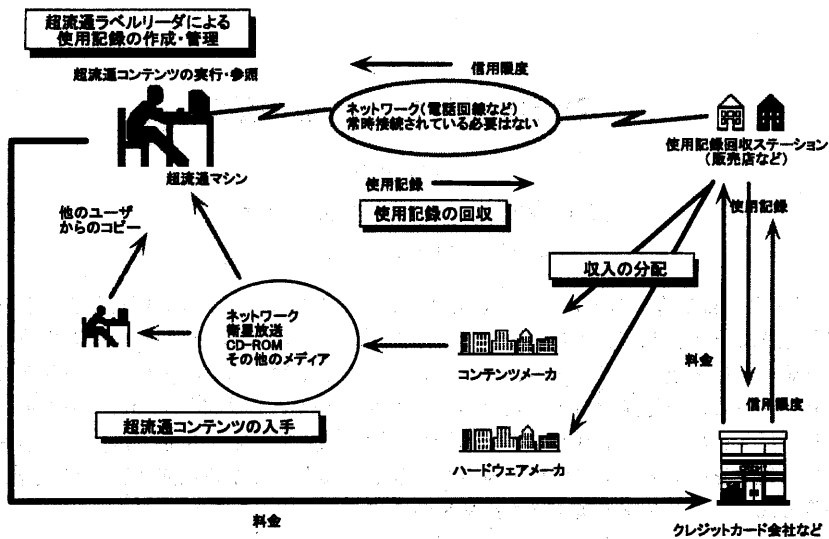 超流通ラベルリーダによる
使用記録の作成・管理
超流通コンテンツの実行・参照
信用限度
ネットワーク(電話回線など)
常時接続されている必要はない
使用記録回収ステーション
(販売店など)
超流通マシン
使用記録
使用記録の回収
他のユーザ
からのコピー
使用記録
収入の分配
ネットワーク
衛星放送
CD-ROM
その他のメディア
コンテンツメーカ
料金
信用限度
超流通コンテンツの入手
ハードウェアメーカ
CREDIT
料金
クレジットカード会社など